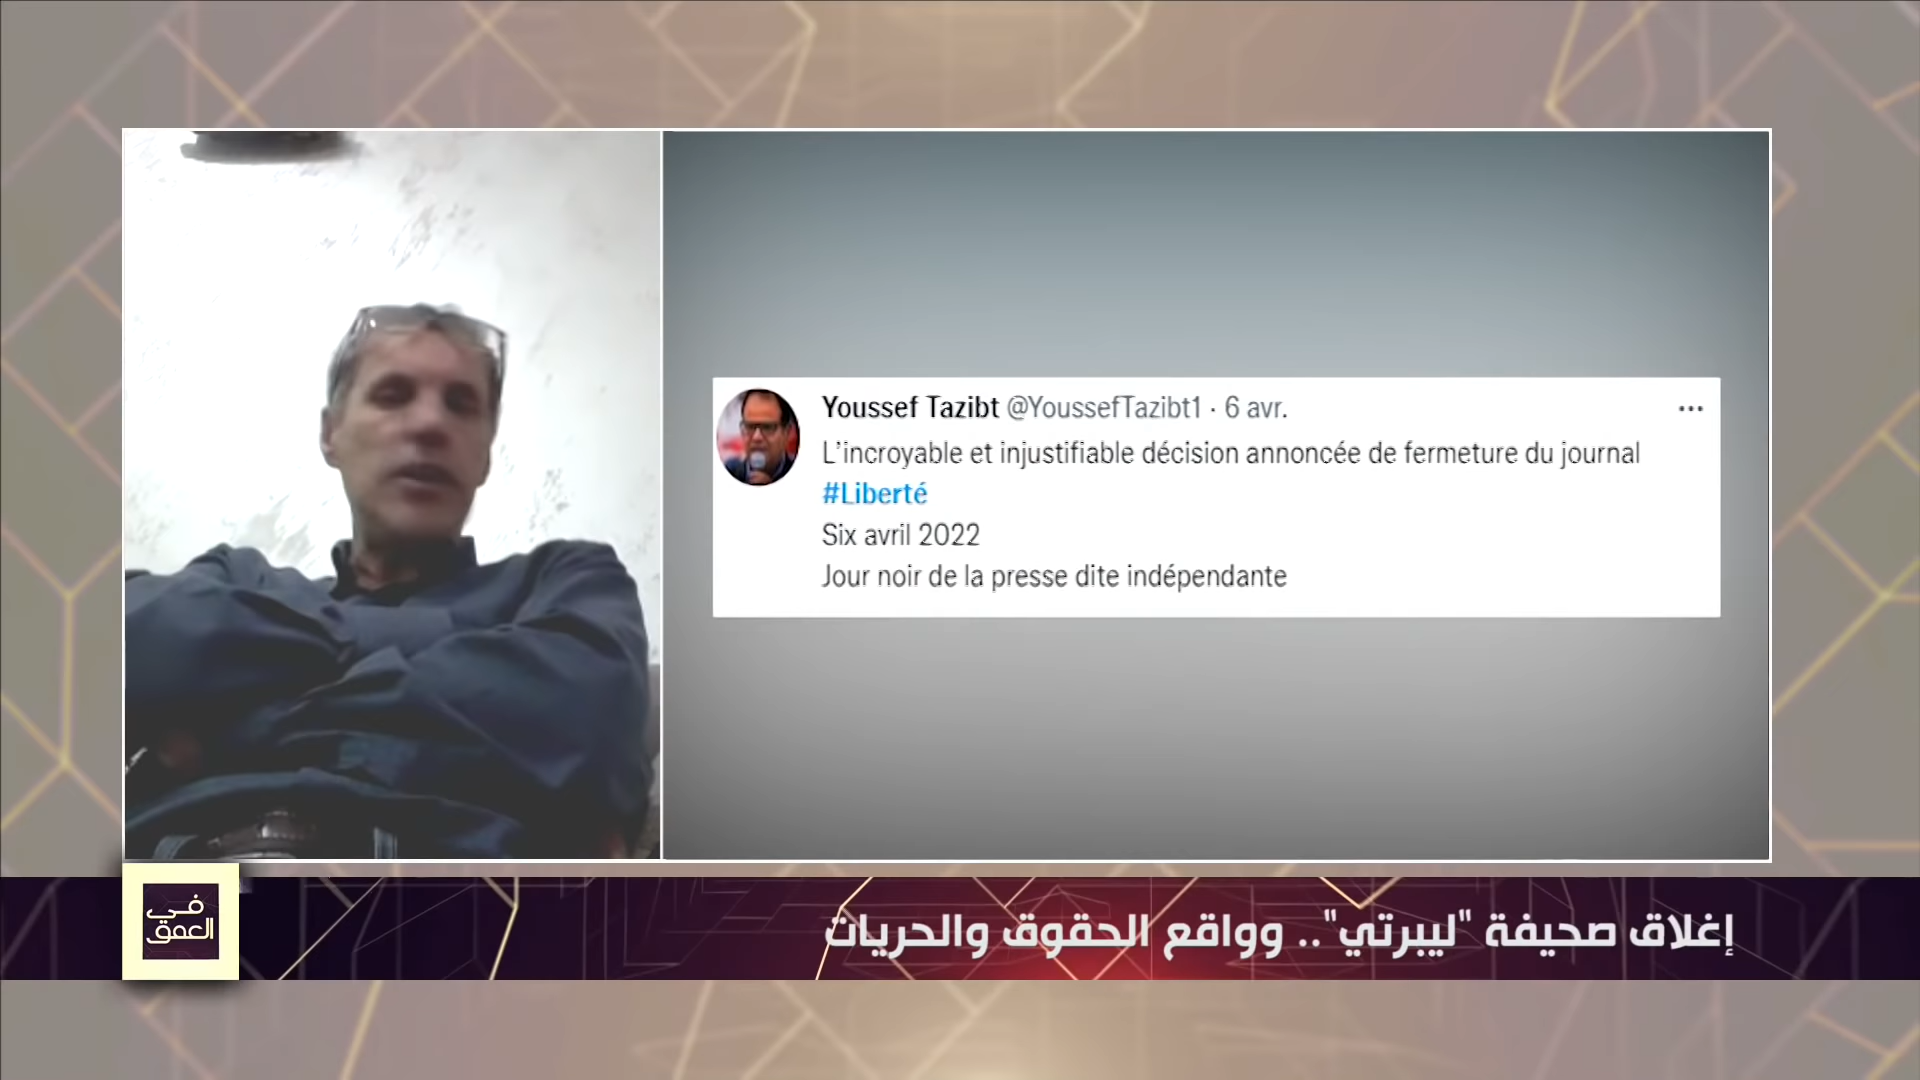 Youssef Tazibt @YoussefTazibt1 · 6 avr.
L'incroyable et injustifiable décision annoncée de fermeture du journal
#Liberté
Six avril 2022
Jour noir de la presse dite indépendante
في
العمق
إغلاق صحيفة "ليبرتي" .. وواقع الحقوق والحريات